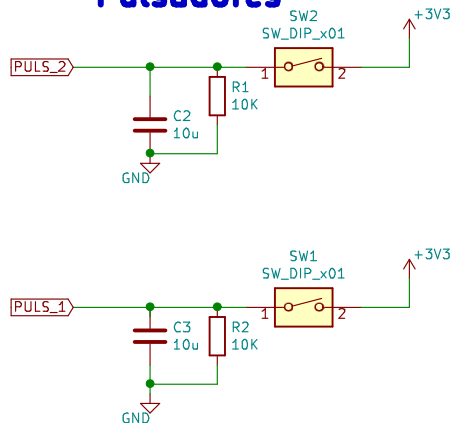 Pulsadores
SW2
SW_DIP_x01
+3V3
PULS_2
1
2
R1
10K
C2
10u
GND
SW1
SW_DIP_x01
+3V3
PULS_1
1
2
C3
10u
R2
10K
GND